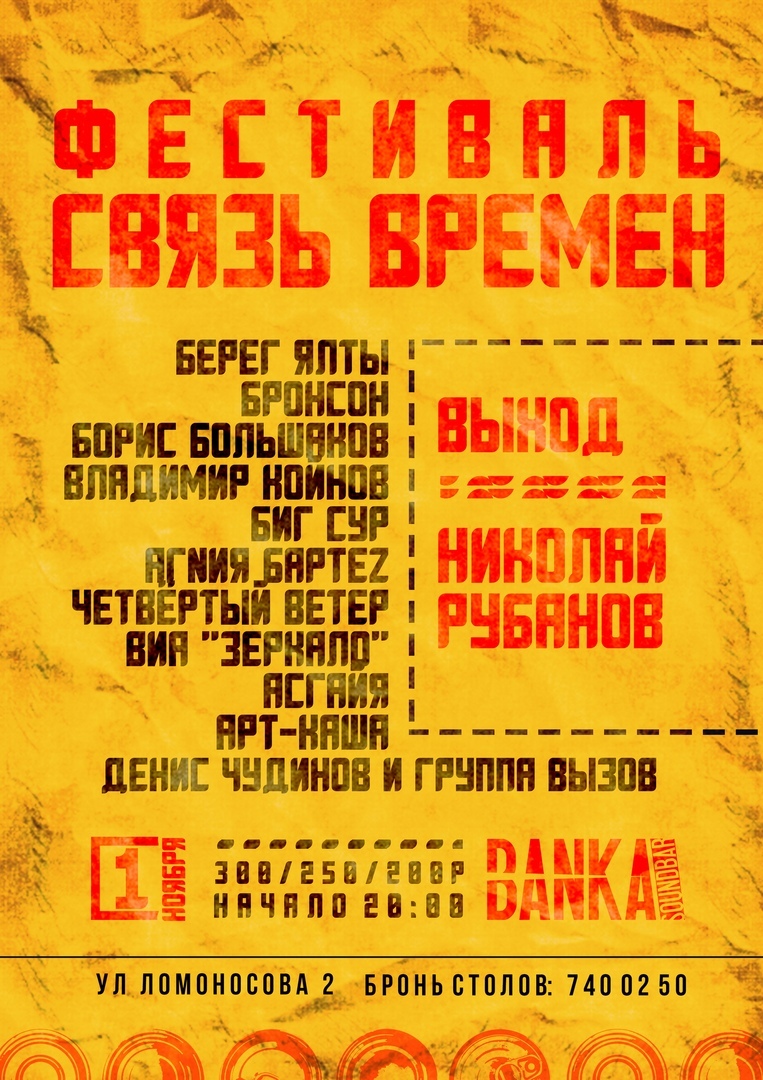 ФЕСТИВАЛЬ
СВЯЗЬ ВРЕМЕН
БЕРЕГ ЯЛТЫ
БРОНСОН
БОРИС БОЛЬШАКОВ
ВЛАДИМИР КОЙНОВ
БИГ СУР
АГNИЯ БАРТЕZ
ЧЕТВЁРТЫЙ ВЕТЕР
ВИА "ЗЕРКАЛО"
АСГАЙЯ
АРТ-КАША
ДЕНИС ЧУДИНОВ И ГРУППА ВЫЗОВ
ВЫХОД
НИКОЛАЙ
РУБАНОВ
1 НОЯБРЯ
300/250/200Р
НАЧАЛО 20:00
BANKA SOUNDBAR
УЛ ЛОМОНОСОВА 2 БРОНЬ СТОЛОВ: 740 02 50